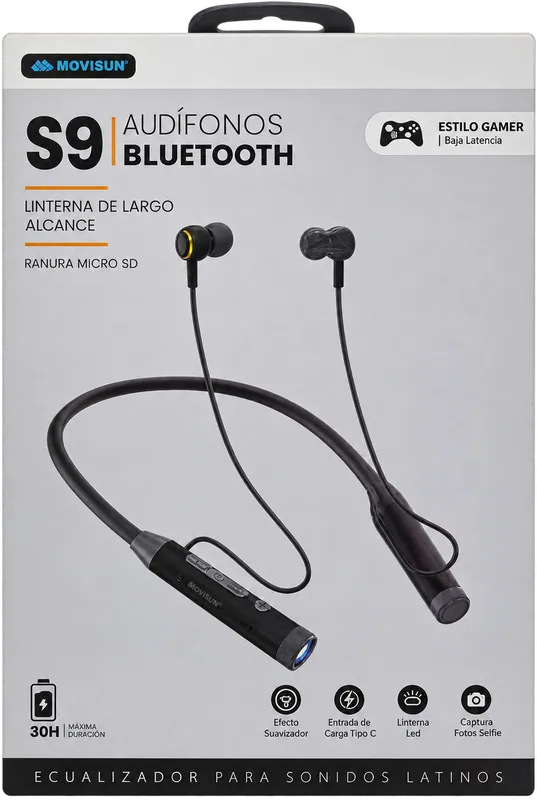 MOVISUN®
S9 AUDÍFONOS
BLUETOOTH
ESTILO GAMER
| Baja Latencia
LINTERNA DE LARGO
ALCANCE
RANURA MICRO SD
MOVISUN®
30H | MÁXIMA
DURACIÓN
Efecto
Suavizador
Entrada de
Carga Tipo C
Linterna
Led
Captura
Fotos Selfie
ECUALIZADOR PARA SONIDOS LATINOS